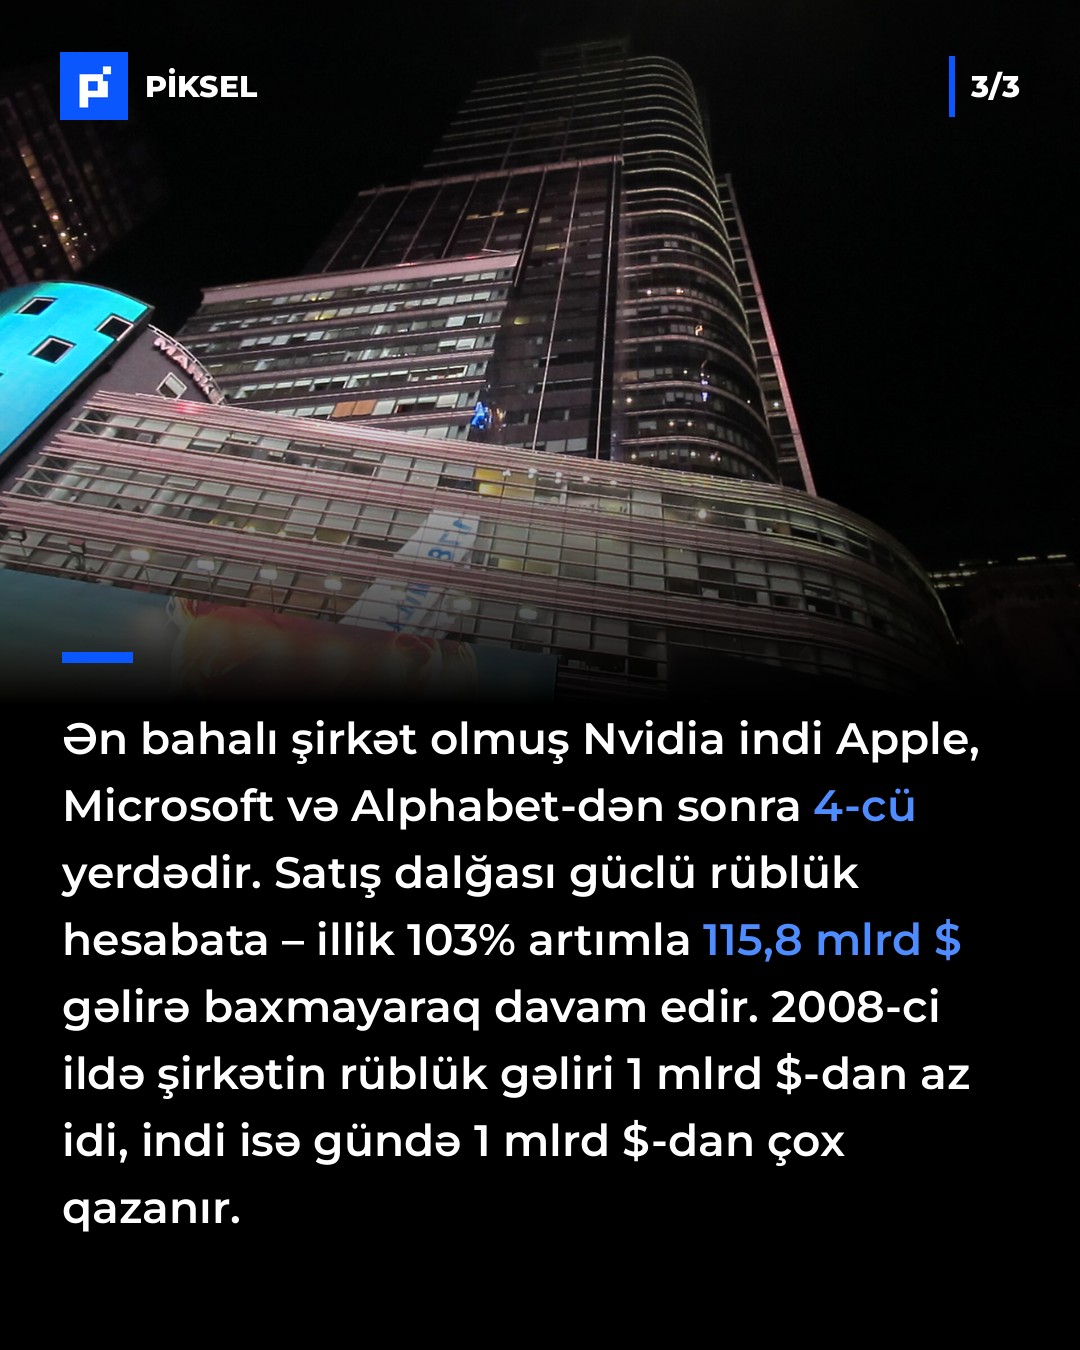 PİKSEL
3/3
Ən bahalı şirkət olmuş Nvidia indi Apple,
Microsoft və Alphabet-dən sonra 4-cü
yerdədir. Satış dalğası güclü rüblük
hesabata – illik 103% artımla 115,8 mlrd $
gəlirə baxmayaraq davam edir. 2008-ci
ildə şirkətin rüblük gəliri 1 mlrd $-dan az
idi, indi isə gündə 1 mlrd $-dan çox
qazanır.